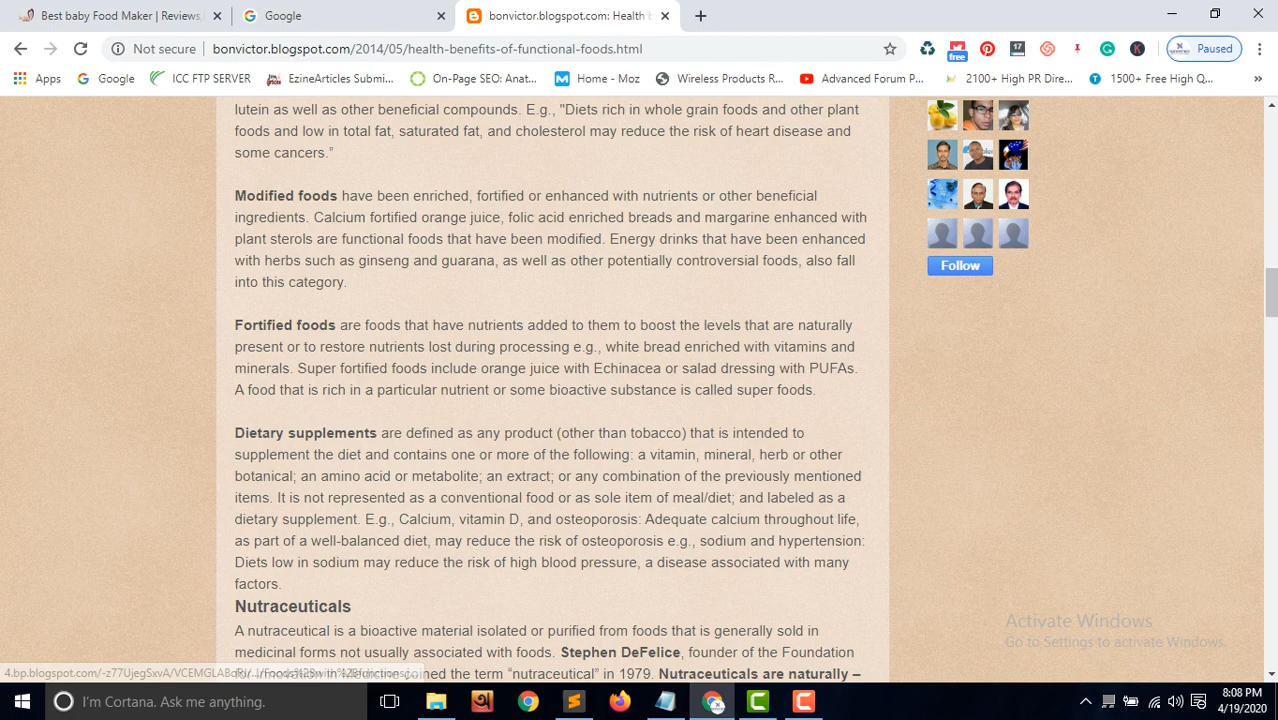 Best baby Food Maker | Reviews,
Google
bonvictor.blogspot.com: Health b
Not secure
bonvictor.blogspot.com/2014/05/health-benefits-of-functional-foods.html
free
17
Paused
Apps
Google
ICC FTP SERVER
EzineArticles Submi...
On-Page SEO: Anat...
Home - Moz
Wireless Products R...
Advanced Forum P...
2100+ High PR Dire...
1500+ Free High Q...
lutein as well as other beneficial compounds. E.g., "Diets rich in whole grain foods and other plant
foods and low in total fat, saturated fat, and cholesterol may reduce the risk of heart disease and
some cancers."
Modified foods have been enriched, fortified or enhanced with nutrients or other beneficial
ingredients. Calcium fortified orange juice, folic acid enriched breads and margarine enhanced with
plant sterols are functional foods that have been modified. Energy drinks that have been enhanced
with herbs such as ginseng and guarana, as well as other potentially controversial foods, also fall
into this category.
Fortified foods are foods that have nutrients added to them to boost the levels that are naturally
present or to restore nutrients lost during processing e.g., white bread enriched with vitamins and
minerals. Super fortified foods include orange juice with Echinacea or salad dressing with PUFAs.
A food that is rich in a particular nutrient or some bioactive substance is called super foods.
Dietary supplements are defined as any product (other than tobacco) that is intended to
supplement the diet and contains one or more of the following: a vitamin, mineral, herb or other
botanical; an amino acid or metabolite; an extract; or any combination of the previously mentioned
items. It is not represented as a conventional food or as sole item of meal/diet; and labeled as a
dietary supplement. E.g., Calcium, vitamin D, and osteoporosis: Adequate calcium throughout life,
as part of a well-balanced diet, may reduce the risk of osteoporosis e.g., sodium and hypertension:
Diets low in sodium may reduce the risk of high blood pressure, a disease associated with many
factors.
Nutraceuticals
A nutraceutical is a bioactive material isolated or purified from foods that is generally sold in
medicinal forms not usually associated with foods. Stephen DeFelice, founder of the Foundation
coined the term "nutraceutical" in 1979. Nutraceuticals are naturally –
Follow
Activate Windows
Go to Settings to activate Windows.
I'm Cortana. Ask me anything.
8:08 PM
4/19/2020